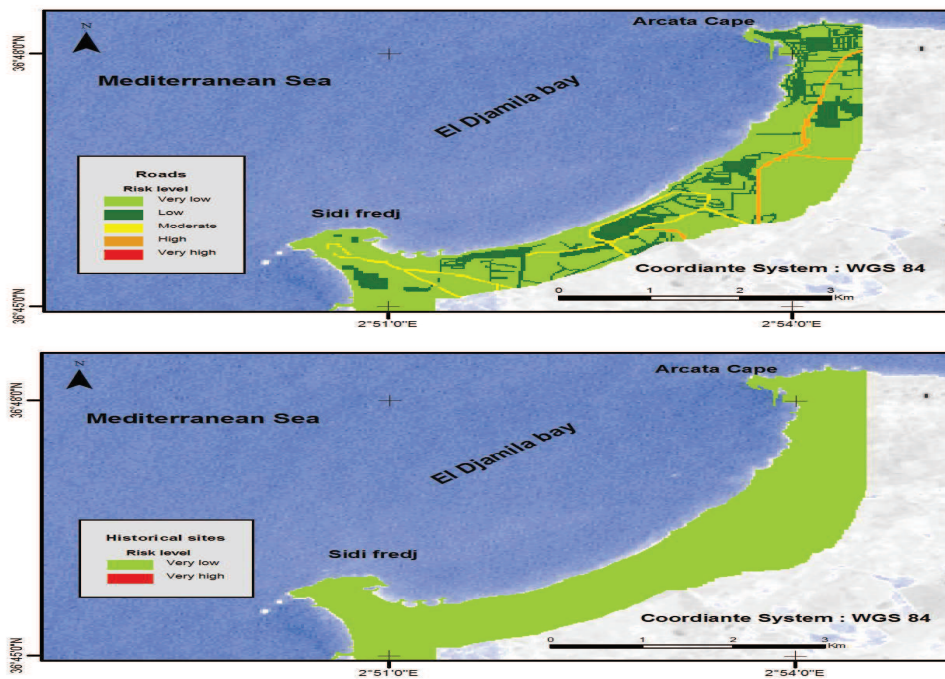 Arcata Cape
N
36°48'0"N
Mediterranean Sea
El Djamila bay
Roads
Risk level
Very low
Low
Moderate
High
Very high
Sidi fredj
Coordiante System : WGS 84
0 1 2 3
Km
36°45'0"N
2°51'0"E 2°54'0"E
Arcata Cape
N
36°48'0"N
Mediterranean Sea
El Djamila bay
Historical sites
Risk level
Very low
Very high
Sidi fredj
Coordiante System : WGS 84
0 1 2 3
Km
36°45'0"N
2°51'0"E 2°54'0"E